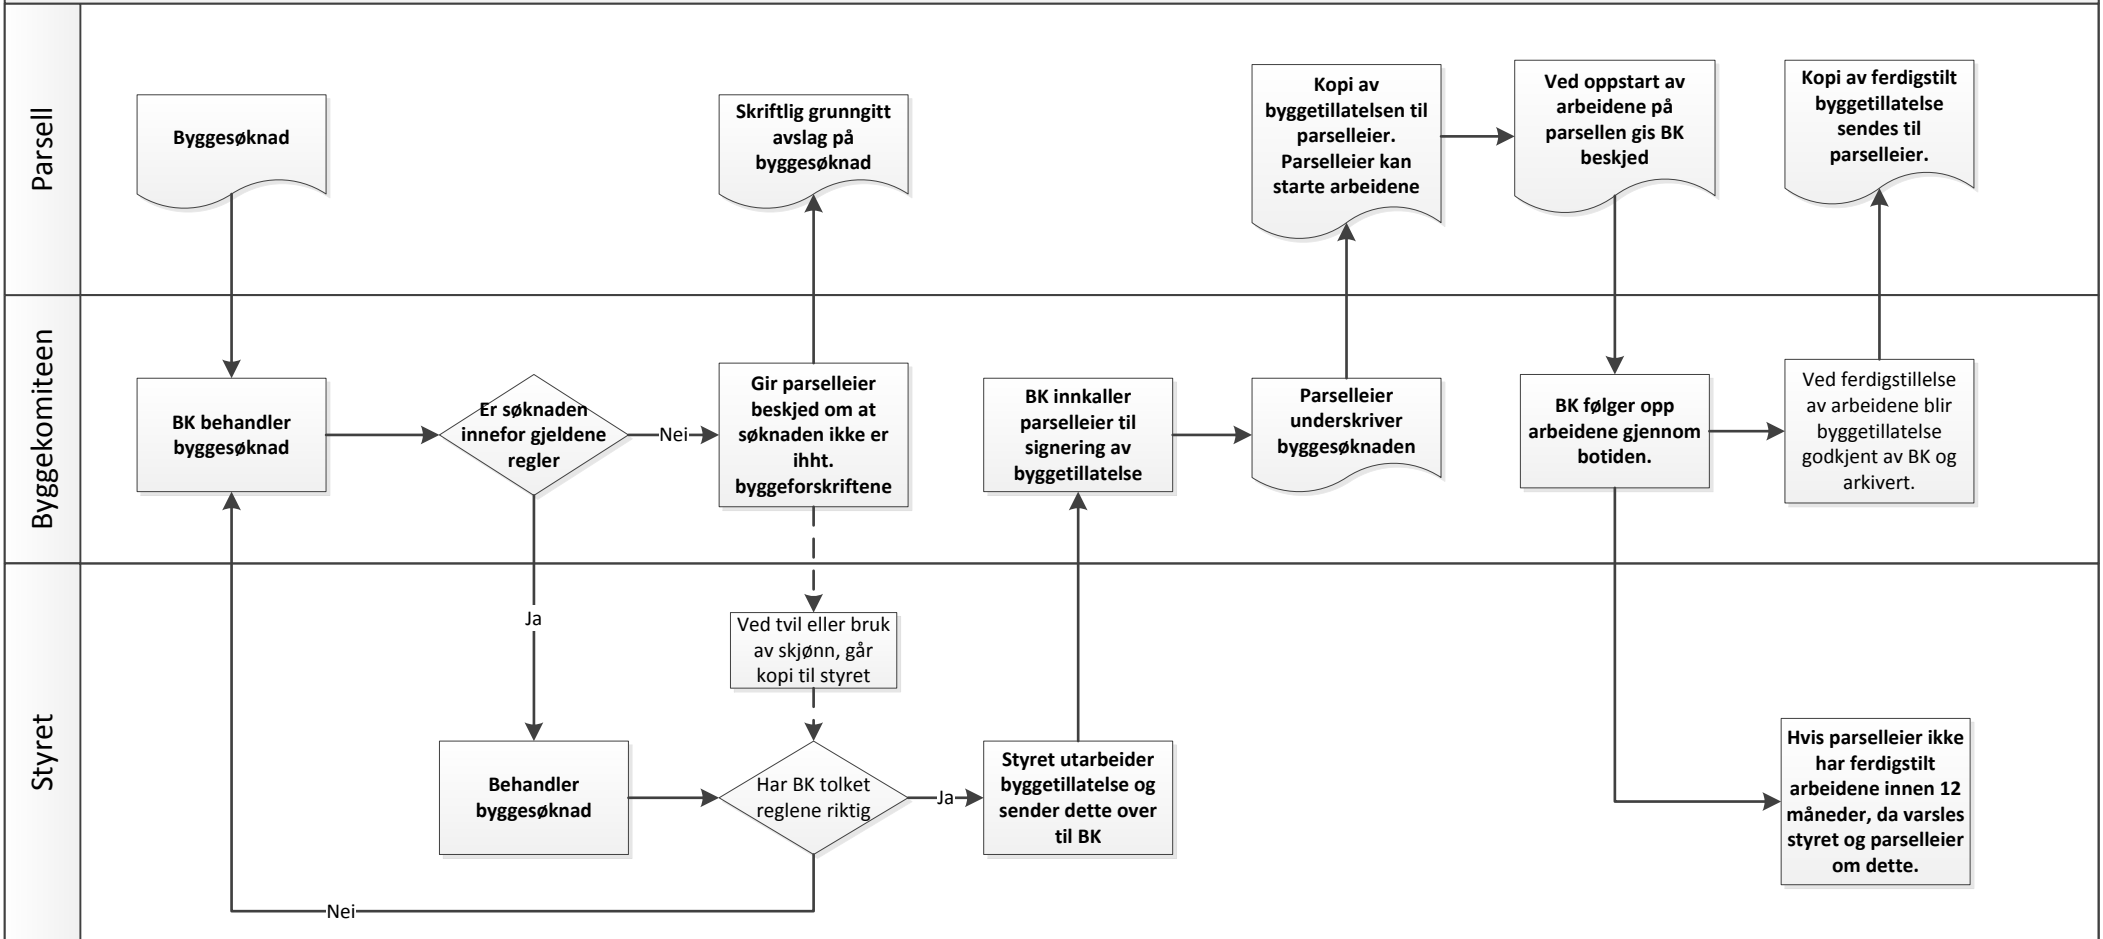 Parsell
Byggesøknad
Skriftlig grunngitt
avslag på
byggesøknad
Kopi av
byggetillatelsen til
parselleier.
Parselleier kan
starte arbeidene
Ved oppstart av
arbeidene på
parsellen gis BK
beskjed
Kopi av ferdigstilt
byggetillatelse
sendes til
parselleier.
Byggekomiteen
BK behandler
byggesøknad
Er søknaden
innefor gjeldene
regler
Nei
Gir parselleier
beskjed om at
søknaden ikke er
ihht.
byggeforskriftene
BK innkaller
parselleier til
signering av
byggetillatelse
Parselleier
underskriver
byggesøknaden
BK følger opp
arbeidene gjennom
botiden.
Ved ferdigstillelse
av arbeidene blir
byggetillatelse
godkjent av BK og
arkivert.
Styret
Ja
Ved tvil eller bruk
av skjønn, går
kopi til styret
Behandler
byggesøknad
Har BK tolket
reglene riktig
Ja
Styret utarbeider
byggetillatelse og
sender dette over
til BK
Hvis parselleier ikke
har ferdigstilt
arbeidene innen 12
måneder, da varsles
styret og parselleier
om dette.
Nei